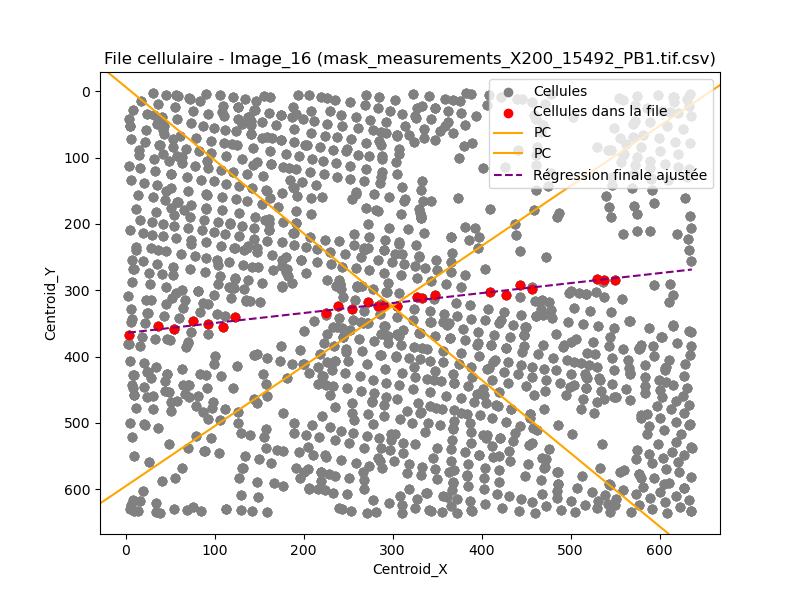 File cellulaire - Image_16 (mask_measurements_X200_15492_PB1.tif.csv)
Cellules
Cellules dans la file
PC
PC
Régression finale ajustée
Centroid_Y
0
100
200
300
400
500
600
0 100 200 300 400 500 600
Centroid_X